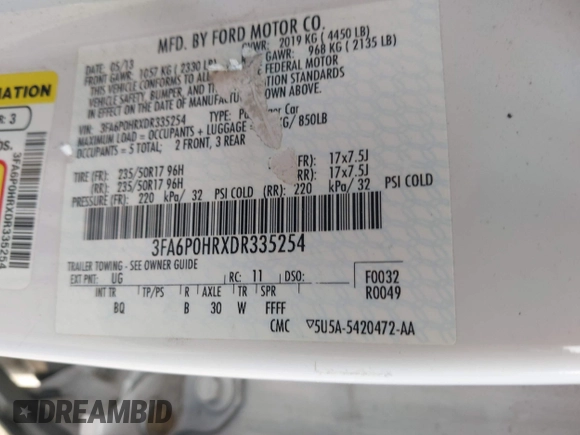 MFD. BY FORD MOTOR CO.
DATE: 05/13 GVWR: 2019 KG ( 4450 LB)
FRONT GAWR: 1057 KG ( 2330 LB) GAWR: 968 KG ( 2135 LB)
THIS VEHICLE CONFORMS TO ALL FEDERAL MOTOR
VEHICLE SAFETY, BUMPER, AND THEFT STANDARDS
IN EFFECT ON THE DATE OF MANUFAC SHOWN ABOVE.
VIN: 3FA6P0HRXDR335254 TYPE: Car
MAXIMUM LOAD = OCCUPANTS + LUGGAGE KG/ 850LB
OCCUPANTS = 5 TOTAL: 2 FRONT, 3 REAR
TIRE (FR): 235/50R17 96H FR): 17x7.5J
(RR): 235/50R17 96H (RR): 17x7.5J
PRESSURE (FR): 220 kPa/ 32 PSI COLD (RR): 220 kPa/ 32 PSI COLD
3FA6P0HRXDR335254
TRAILER TOWING - SEE OWNER GUIDE
EXT PNT: UG RC: 11 DSO: F0032
INT TR TP/PS R AXLE TR SPR R0049
BQ B 30 W FFFF
CMC 5U5A-5420472-AA
MATION
R: 3
DS.
3FA6P0HRXDR335254
DREAMBID